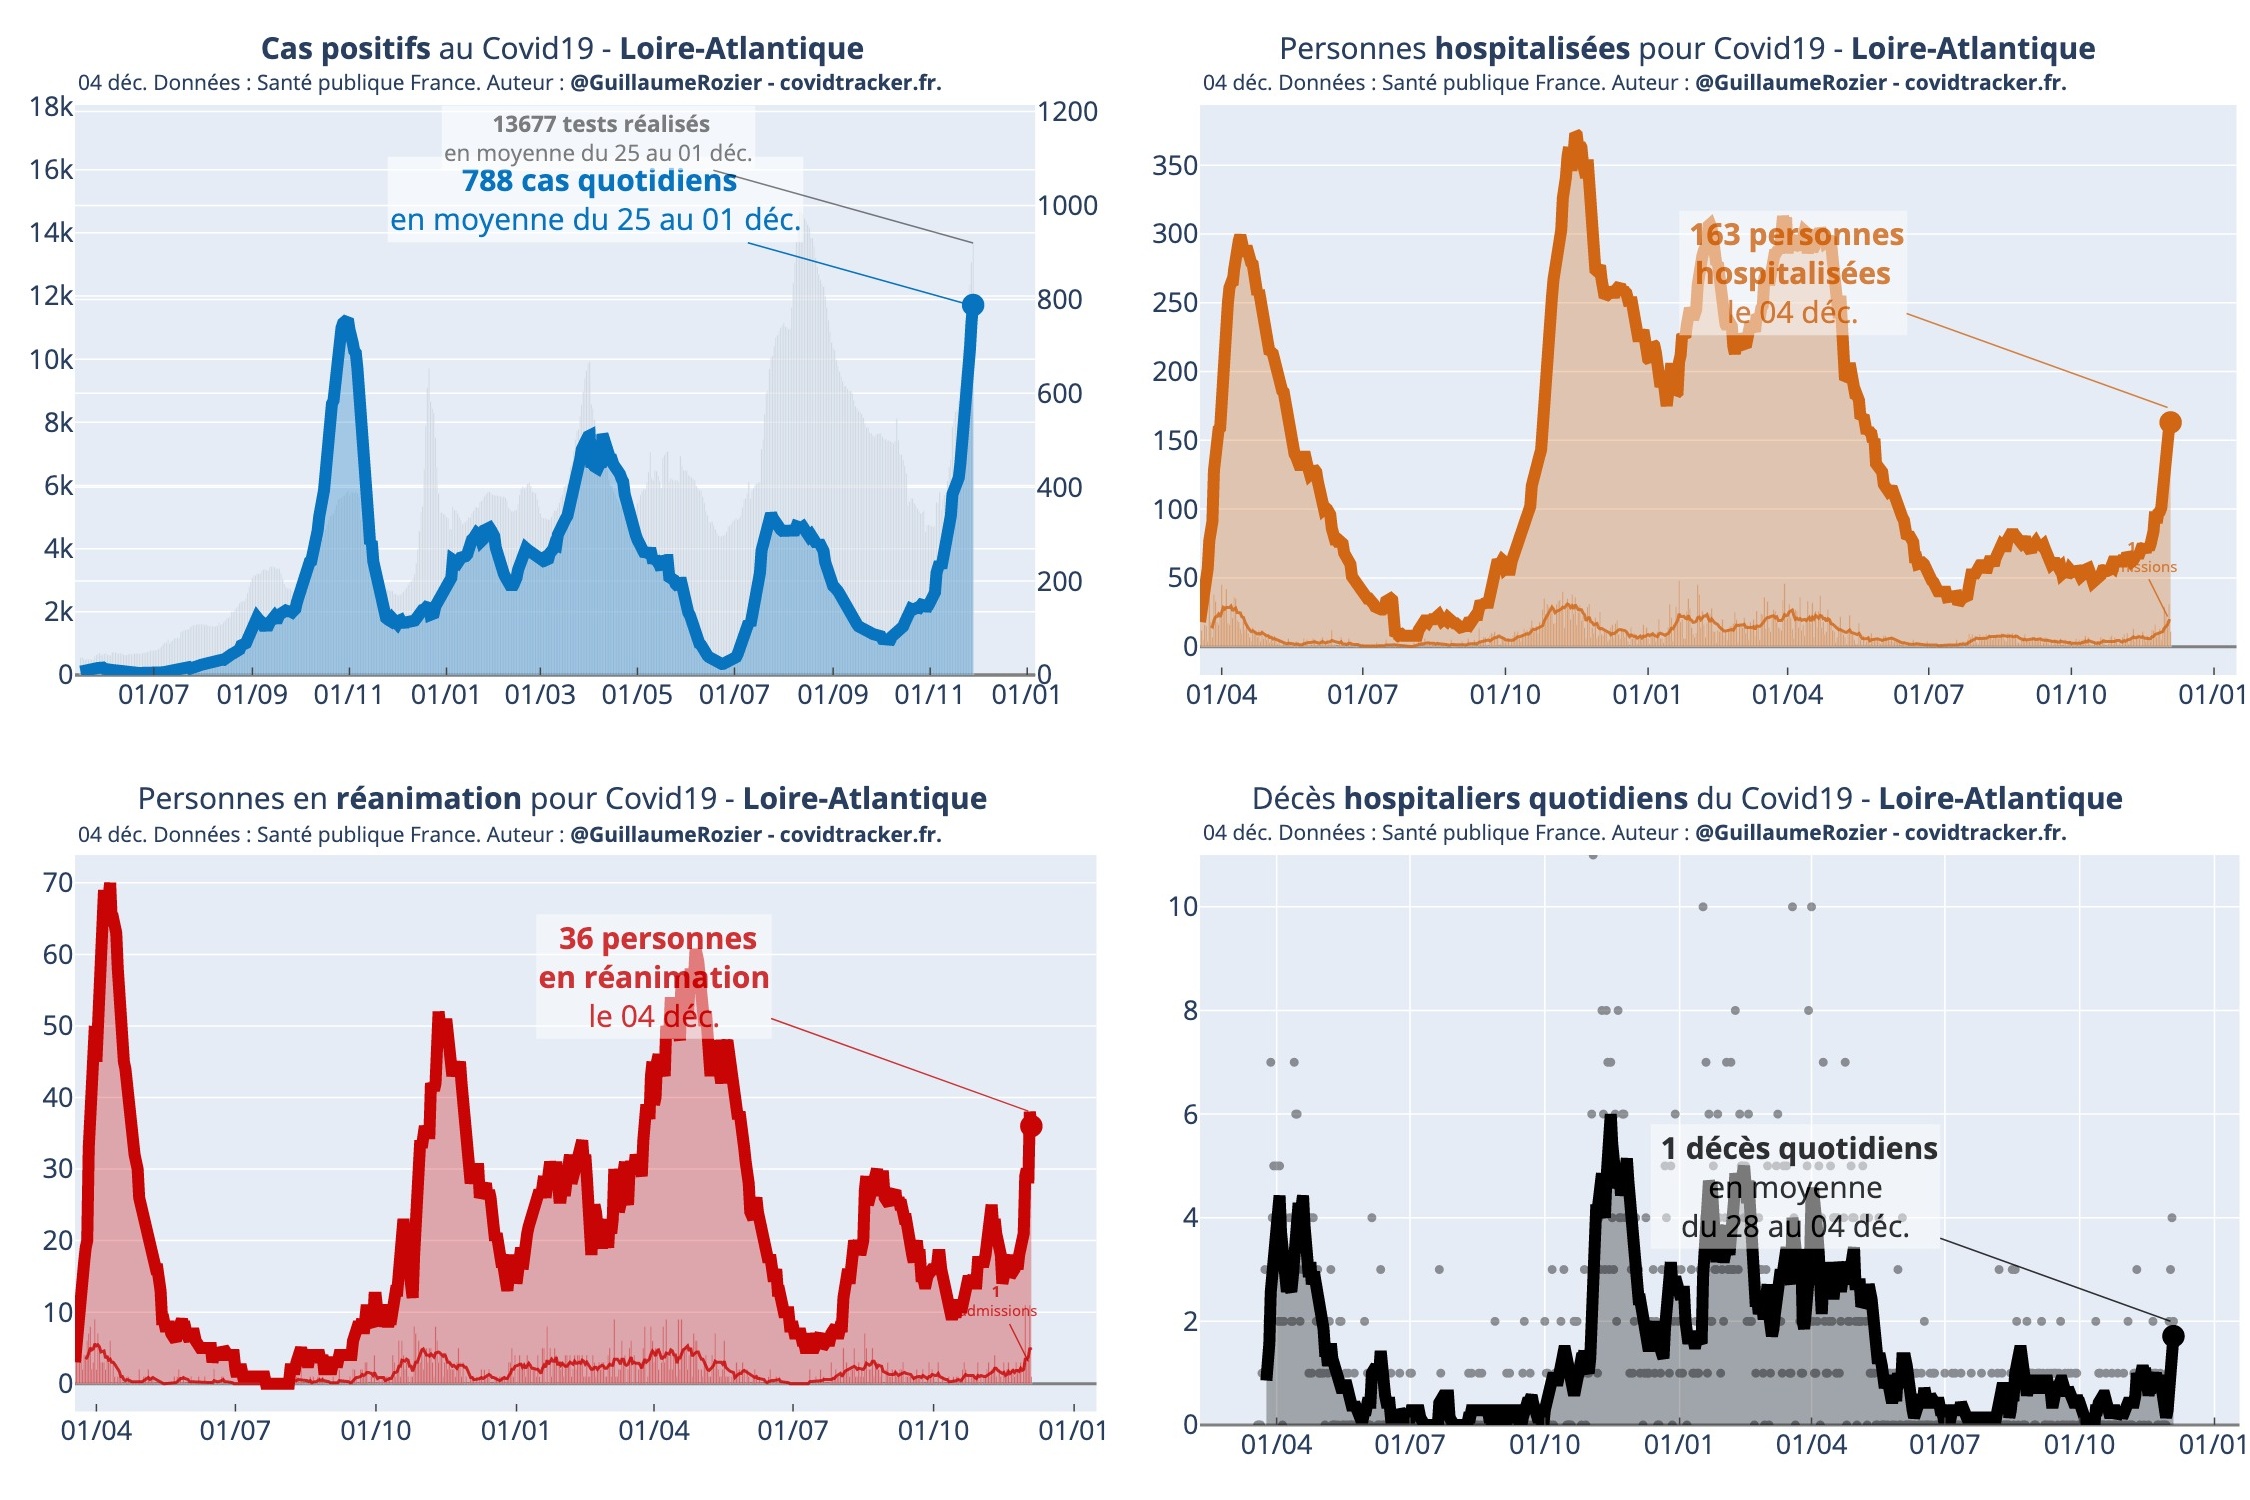 Cas positifs au Covid19 - Loire-Atlantique
04 déc. Données : Santé publique France. Auteur : @GuillaumeRozier - covidtracker.fr.
18k
16k
14k
12k
10k
8k
6k
4k
2k
0
1200
1000
800
600
400
200
0
13677 tests réalisés
en moyenne du 25 au 01 déc.
788 cas quotidiens
en moyenne du 25 au 01 déc.
01/07 01/09 01/11 01/01 01/03 01/05 01/07 01/09 01/11 01/01
Personnes hospitalisées pour Covid19 - Loire-Atlantique
04 déc. Données : Santé publique France. Auteur : @GuillaumeRozier - covidtracker.fr.
350
300
250
200
150
100
50
0
163 personnes
hospitalisées
le 04 déc.
01/04 01/07 01/10 01/01 01/04 01/07 01/10 01/01
Personnes en réanimation pour Covid19 - Loire-Atlantique
04 déc. Données : Santé publique France. Auteur : @GuillaumeRozier - covidtracker.fr.
70
60
50
40
30
20
10
0
36 personnes
en réanimation
le 04 déc.
1
dmissions
01/04 01/07 01/10 01/01 01/04 01/07 01/10 01/01
Décès hospitaliers quotidiens du Covid19 - Loire-Atlantique
04 déc. Données : Santé publique France. Auteur : @GuillaumeRozier - covidtracker.fr.
10
8
6
4
2
0
1 décès quotidiens
en moyenne
du 28 au 04 déc.
01/04 01/07 01/10 01/01 01/04 01/07 01/10 01/01